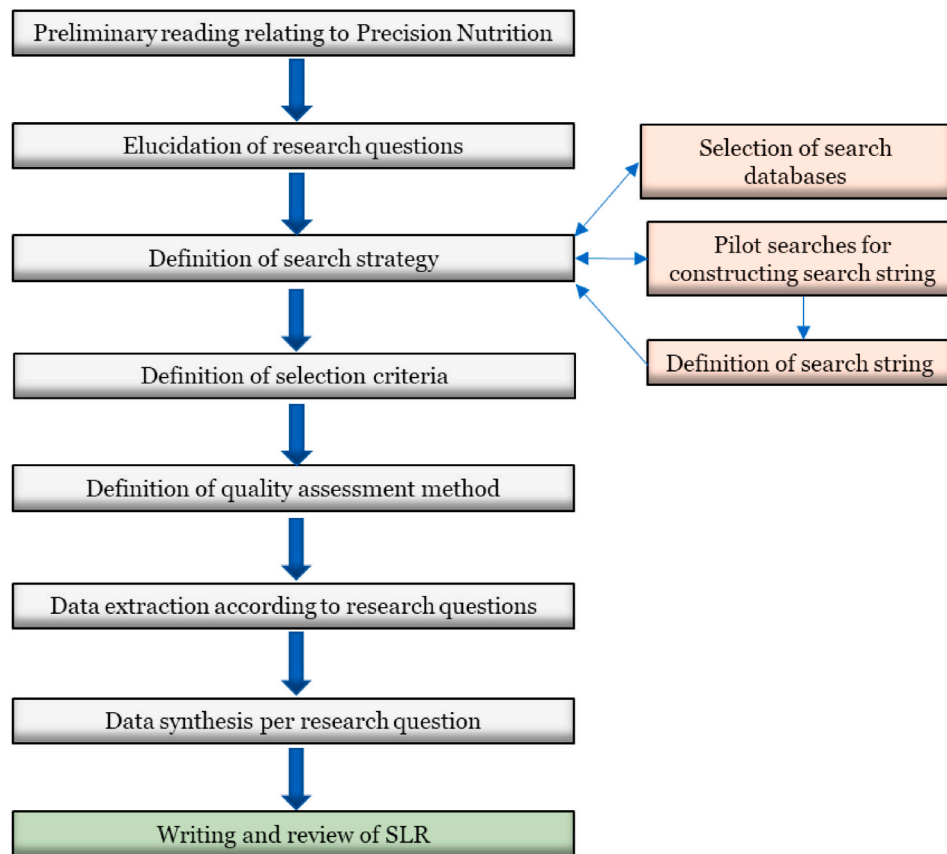 Preliminary reading relating to Precision Nutrition
Elucidation of research questions
Selection of search
databases
Definition of search strategy
Pilot searches for
constructing search string
Definition of selection criteria
Definition of search string
Definition of quality assessment method
Data extraction according to research questions
Data synthesis per research question
Writing and review of SLR